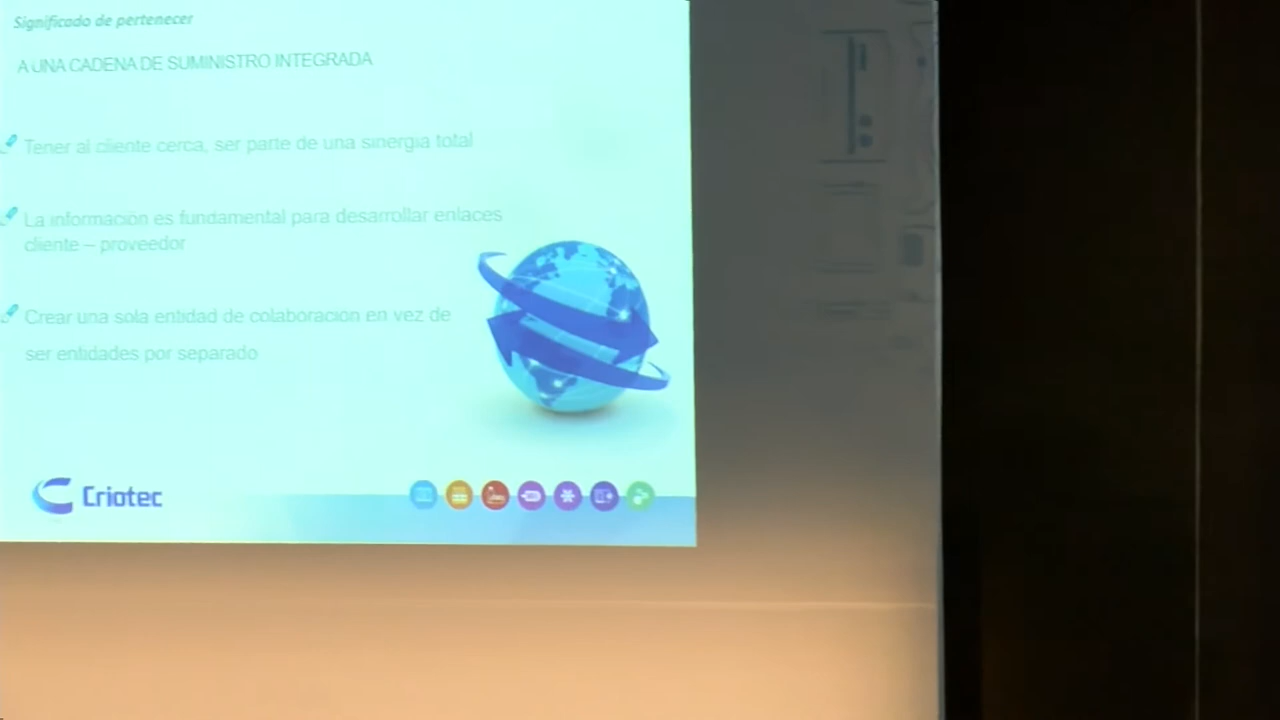 Significado de pertenecer
A UNA CADENA DE SUMINISTRO INTEGRADA
Tener al cliente cerca, ser parte de una sinergia total
La información es fundamental para desarrollar enlaces
cliente – proveedor
Crear una sola entidad de colaboración en vez de
ser entidades por separado
Criotec